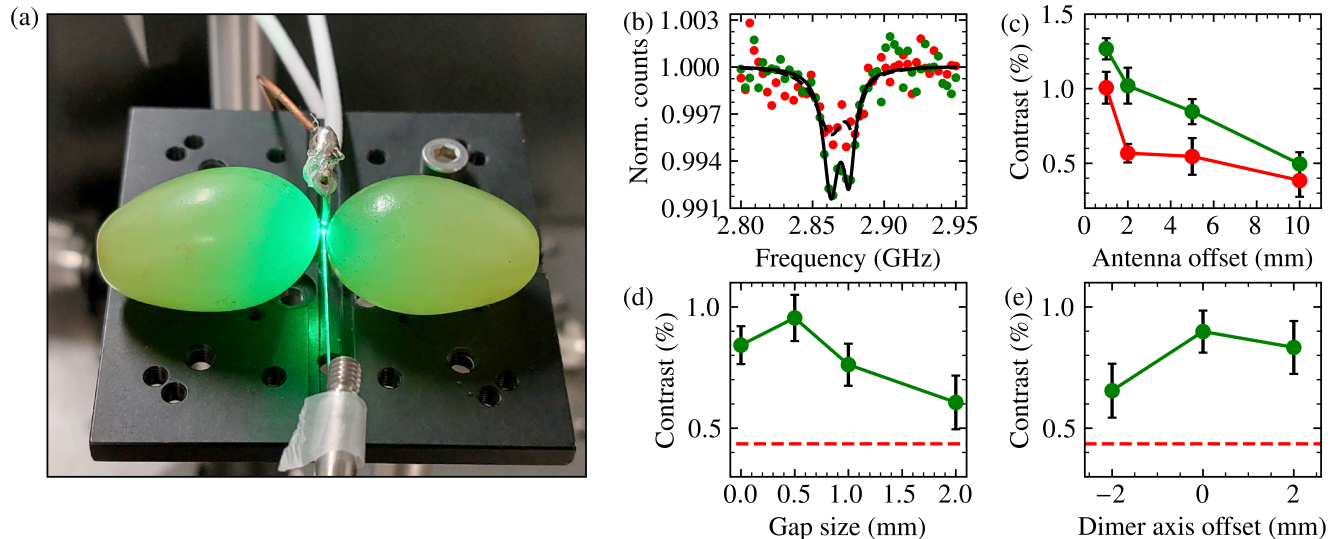 (a)
(b)
1.003
1.000
0.997
0.994
0.991
Norm. counts
2.80 2.85 2.90 2.95
Frequency (GHz)
(c)
1.5
1.0
0.5
Contrast (%)
0 2 4 6 8 10
Antenna offset (mm)
(d)
1.0
0.5
Contrast (%)
0.0 0.5 1.0 1.5 2.0
Gap size (mm)
(e)
1.0
0.5
Contrast (%)
−2 0 2
Dimer axis offset (mm)